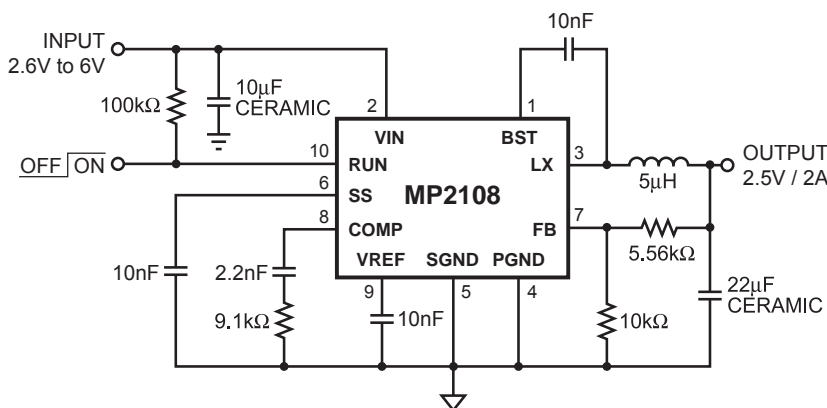 10nF
INPUT
2.6V to 6V
10µF
CERAMIC
100kΩ
2
1
VIN
BST
OFF ON
10
RUN
LX
3
OUTPUT
2.5V / 2A
5µH
6
SS
MP2108
8
COMP
FB
7
5.56kΩ
VREF
SGND
PGND
10nF
2.2nF
9
5
4
22µF
CERAMIC
9.1kΩ
10nF
10kΩ